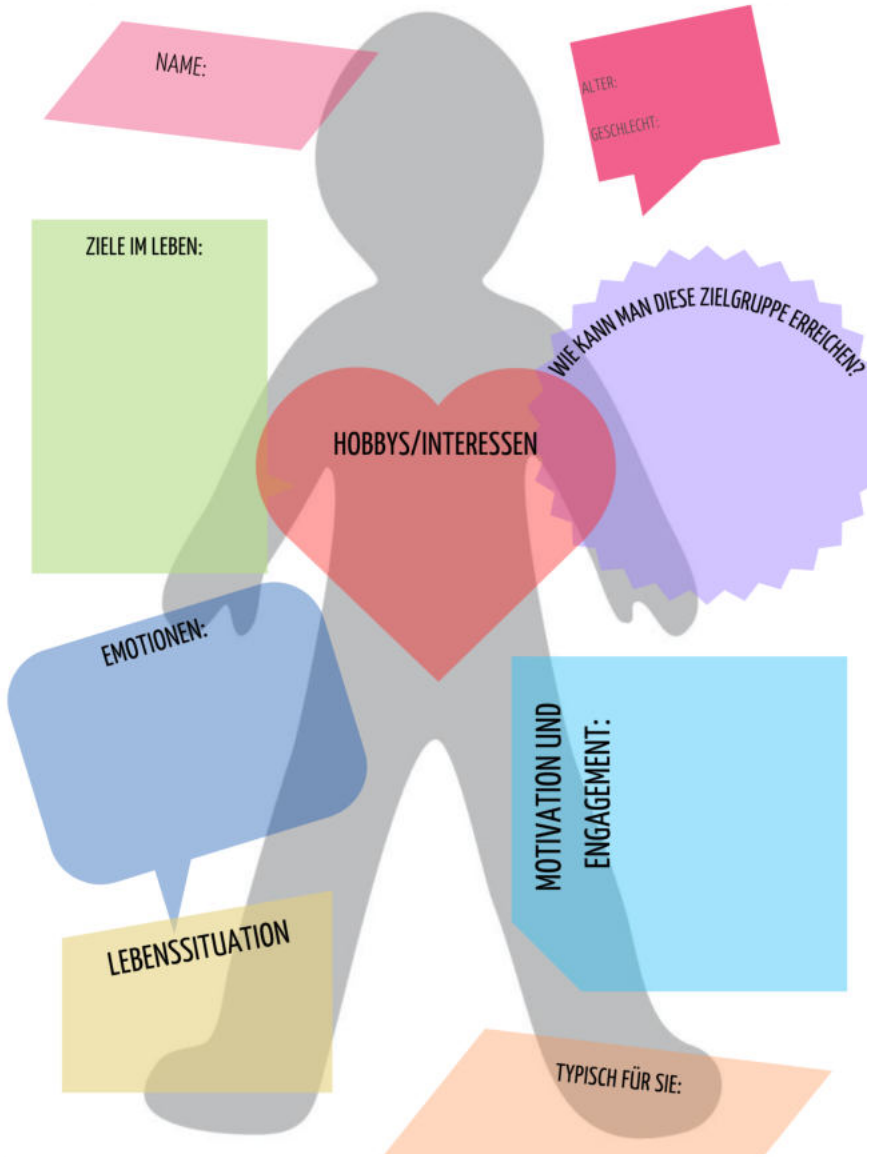 NAME:
ALTER:
GESCHLECHT:
ZIELE IM LEBEN:
WIE KANN MAN DIESE ZIELGRUPPE ERREICHEN?
HOBBYS/INTERESSEN
EMOTIONEN:
MOTIVATION UND
ENGAGEMENT:
LEBENSSITUATION
TYPISCH FÜR SIE: